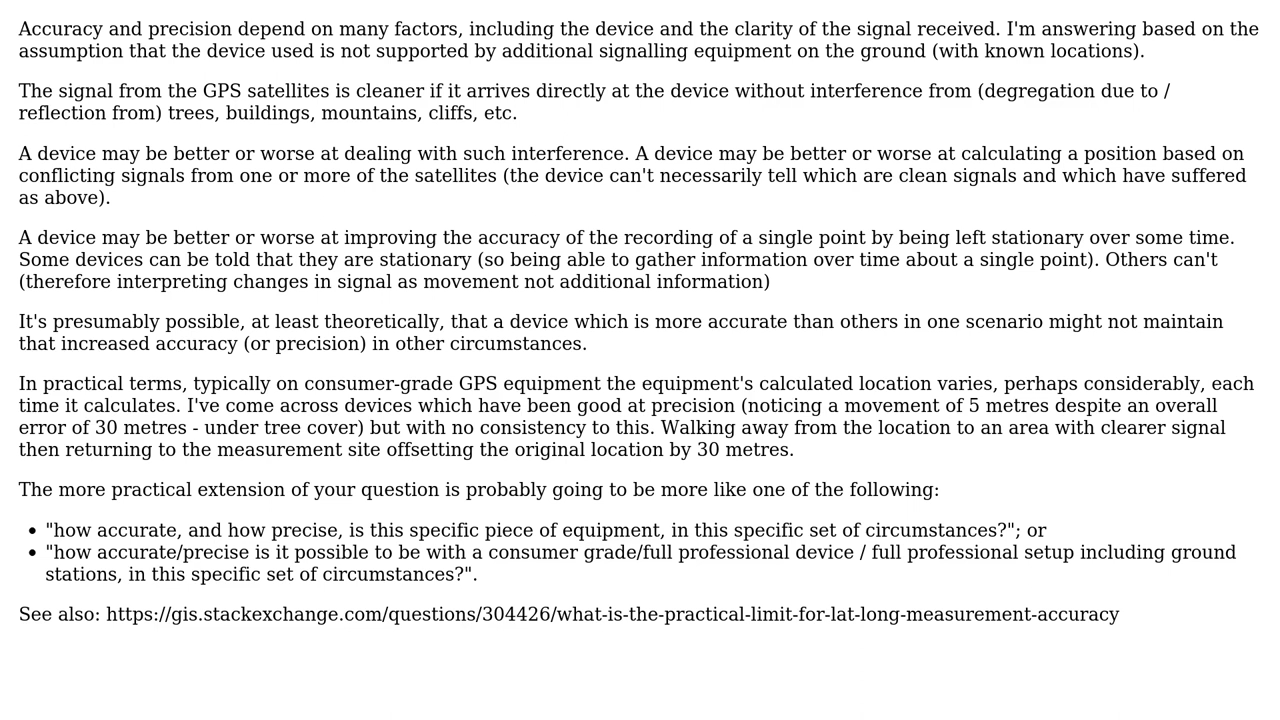 Accuracy and precision depend on many factors, including the device and the clarity of the signal received. I'm answering based on the
assumption that the device used is not supported by additional signalling equipment on the ground (with known locations).
The signal from the GPS satellites is cleaner if it arrives directly at the device without interference from (degregation due to /
reflection from) trees, buildings, mountains, cliffs, etc.
A device may be better or worse at dealing with such interference. A device may be better or worse at calculating a position based on
conflicting signals from one or more of the satellites (the device can't necessarily tell which are clean signals and which have suffered
as above).
A device may be better or worse at improving the accuracy of the recording of a single point by being left stationary over some time.
Some devices can be told that they are stationary (so being able to gather information over time about a single point). Others can't
(therefore interpreting changes in signal as movement not additional information)
It's presumably possible, at least theoretically, that a device which is more accurate than others in one scenario might not maintain
that increased accuracy (or precision) in other circumstances.
In practical terms, typically on consumer-grade GPS equipment the equipment's calculated location varies, perhaps considerably, each
time it calculates. I've come across devices which have been good at precision (noticing a movement of 5 metres despite an overall
error of 30 metres - under tree cover) but with no consistency to this. Walking away from the location to an area with clearer signal
then returning to the measurement site offsetting the original location by 30 metres.
The more practical extension of your question is probably going to be more like one of the following:
• "how accurate, and how precise, is this specific piece of equipment, in this specific set of circumstances?"; or
• "how accurate/precise is it possible to be with a consumer grade/full professional device / full professional setup including ground
stations, in this specific set of circumstances?".
See also: https://gis.stackexchange.com/questions/304426/what-is-the-practical-limit-for-lat-long-measurement-accuracy